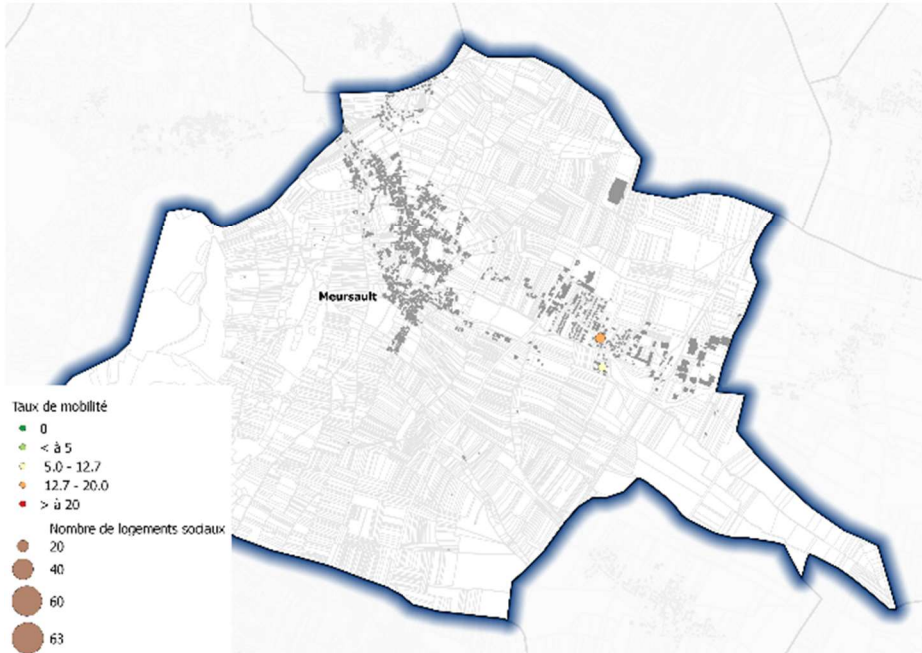 Meursault
Taux de mobilité
0
< à 5
5.0 - 12.7
12.7 - 20.0
> à 20
Nombre de logements sociaux
20
40
60
63